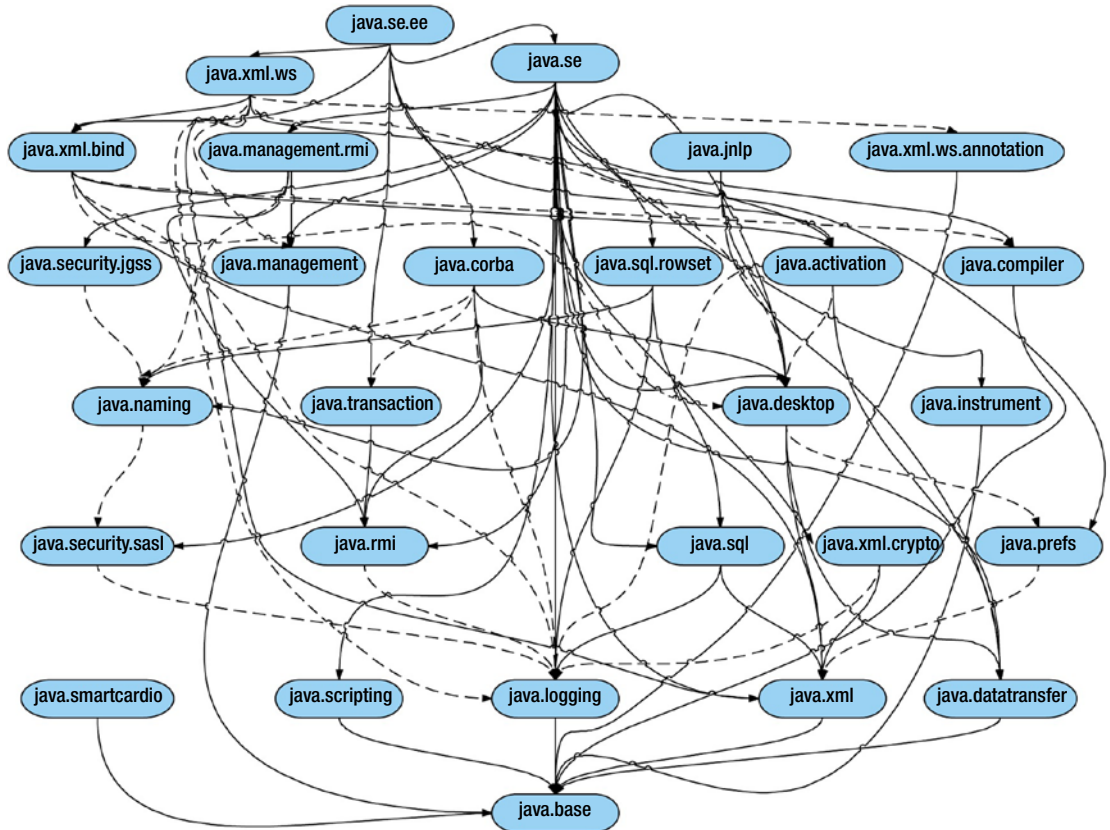 java.se.ee
java.se
java.xml.ws
java.xml.bind
java.management.rmi
java.jnlp
java.xml.ws.annotation
java.security.jgss
java.management
java.corba
java.sql.rowset
java.activation
java.compiler
java.naming
java.transaction
java.desktop
java.instrument
java.security.sasl
java.rmi
java.sql
java.xml.crypto
java.prefs
java.smartcardio
java.scripting
java.logging
java.xml
java.datatransfer
java.base